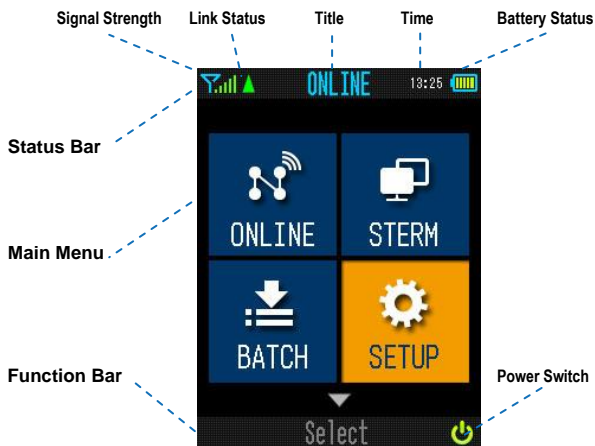 Signal Strength Link Status Title Time Battery Status
ONLINE 13:25
Status Bar
ONLINE STERM
Main Menu
BATCH SETUP
Function Bar Power Switch
Select